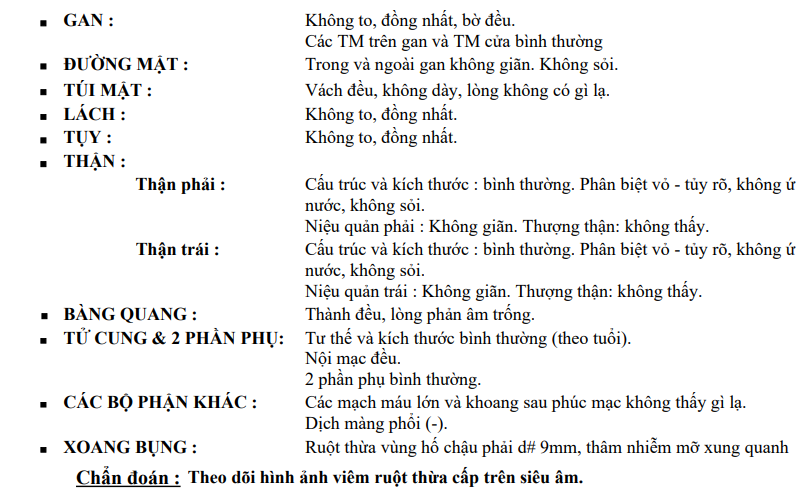 ▪ GAN : Không to, đồng nhất, bờ đều.
Các TM trên gan và TM cửa bình thường
▪ ĐƯỜNG MẬT : Trong và ngoài gan không giãn. Không sỏi.
▪ TÚI MẬT : Vách đều, không dày, lòng không có gì lạ.
▪ LÁCH : Không to, đồng nhất.
▪ TỤY : Không to, đồng nhất.
▪ THẬN :
Thận phải : Cấu trúc và kích thước : bình thường. Phân biệt vỏ - tủy rõ, không ứ
nước, không sỏi.
Niệu quản phải : Không giãn. Thượng thận: không thấy.
Thận trái : Cấu trúc và kích thước : bình thường. Phân biệt vỏ - tủy rõ, không ứ
nước, không sỏi.
Niệu quản trái : Không giãn. Thượng thận: không thấy.
▪ BÀNG QUANG : Thành đều, lòng phản âm trống.
▪ TỬ CUNG & 2 PHẦN PHỤ: Tư thế và kích thước bình thường (theo tuổi).
Nội mạc đều.
2 phần phụ bình thường.
▪ CÁC BỘ PHẬN KHÁC : Các mạch máu lớn và khoang sau phúc mạc không thấy gì lạ.
Dịch màng phổi (-).
▪ XOANG BỤNG : Ruột thừa vùng hố chậu phải d# 9mm, thâm nhiễm mỡ xung quanh
Chẩn đoán : Theo dõi hình ảnh viêm ruột thừa cấp trên siêu âm.